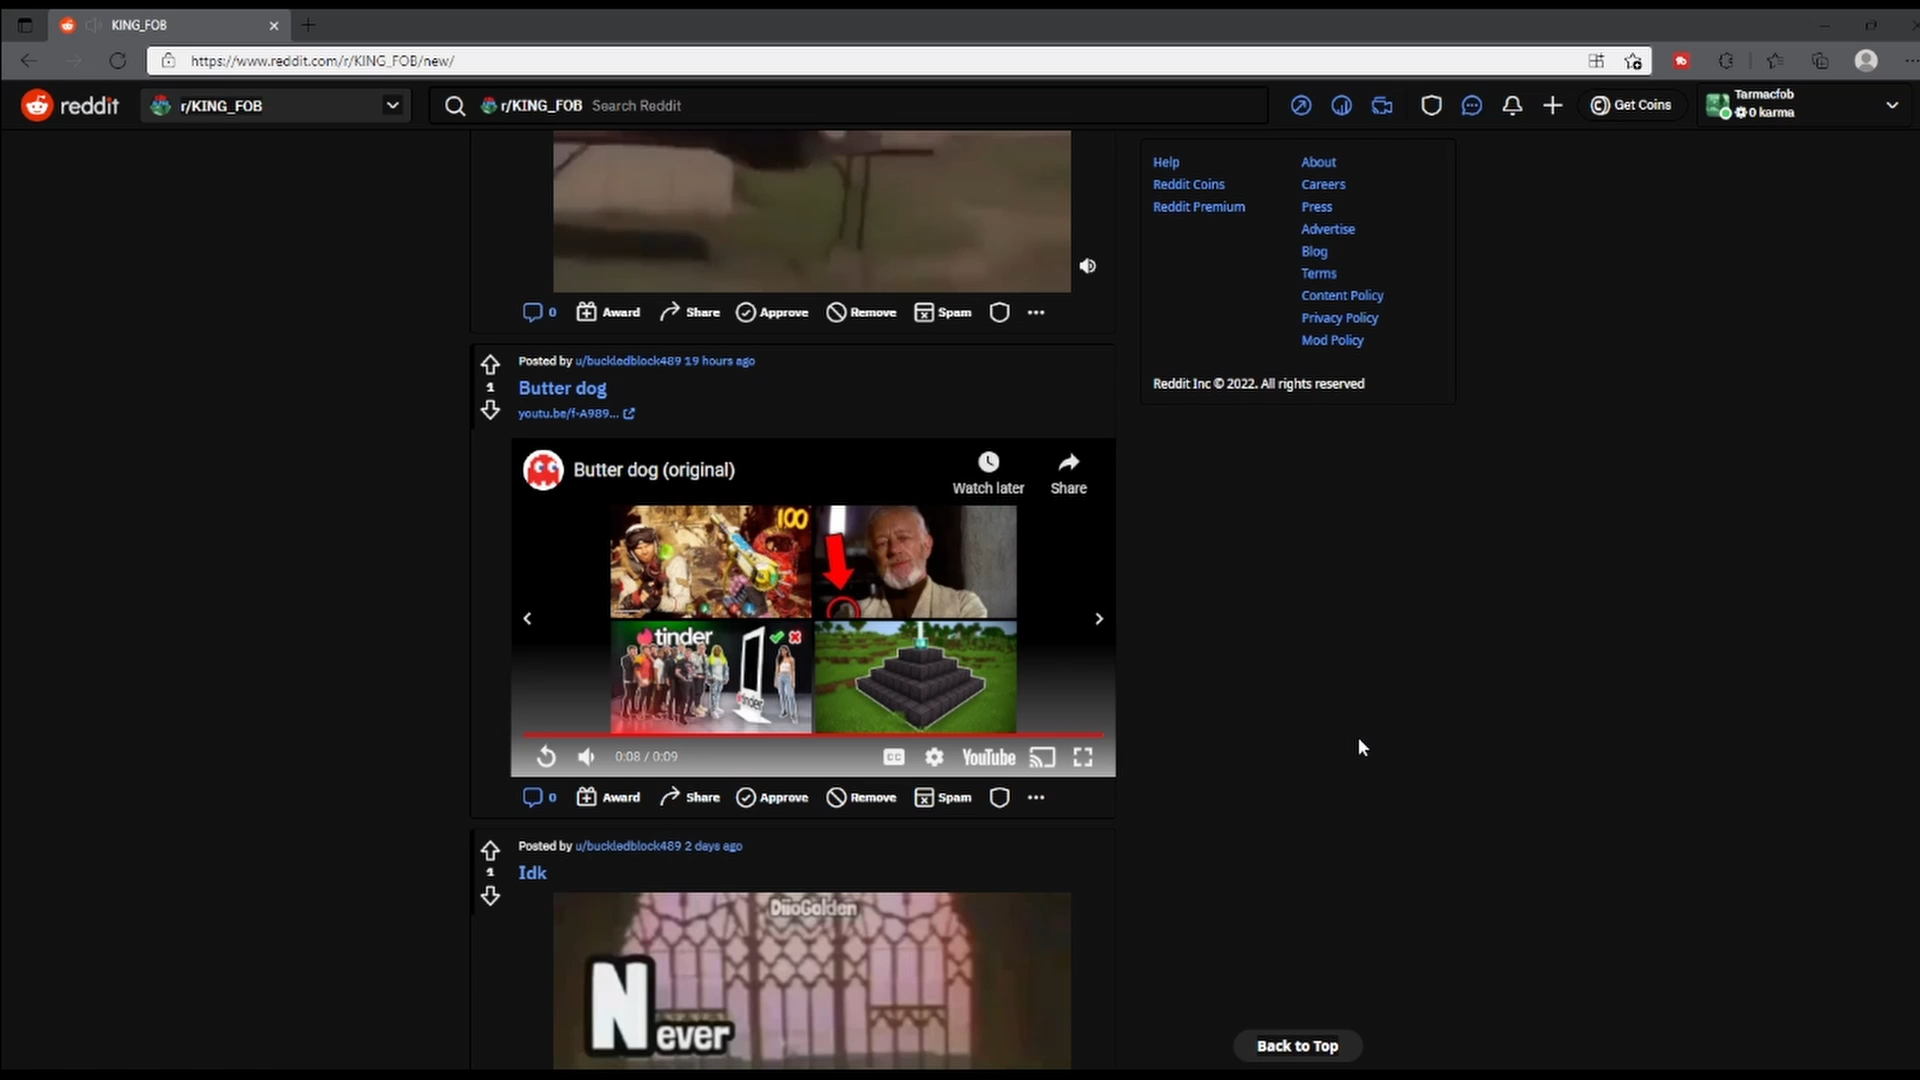 KING_FOB
https://www.reddit.com/r/KING_FOB/new/
reddit
r/KING_FOB
r/KING_FOB Search Reddit
Get Coins
Tarmacfob
0 karma
Help
About
Reddit Coins
Careers
Reddit Premium
Press
Advertise
Blog
Terms
Content Policy
Privacy Policy
Mod Policy
Reddit Inc © 2022. All rights reserved
0 Award Share Approve Remove Spam
Posted by u/buckledblock489 19 hours ago
1
Butter dog
youtu.be/f-A989...
Butter dog (original)
Watch later
Share
100
tinder
tinder
0:08 / 0:09
CC
YouTube
0 Award Share Approve Remove Spam
Posted by u/buckledblock489 2 days ago
1
Idk
DiioGolden
Never
Back to Top